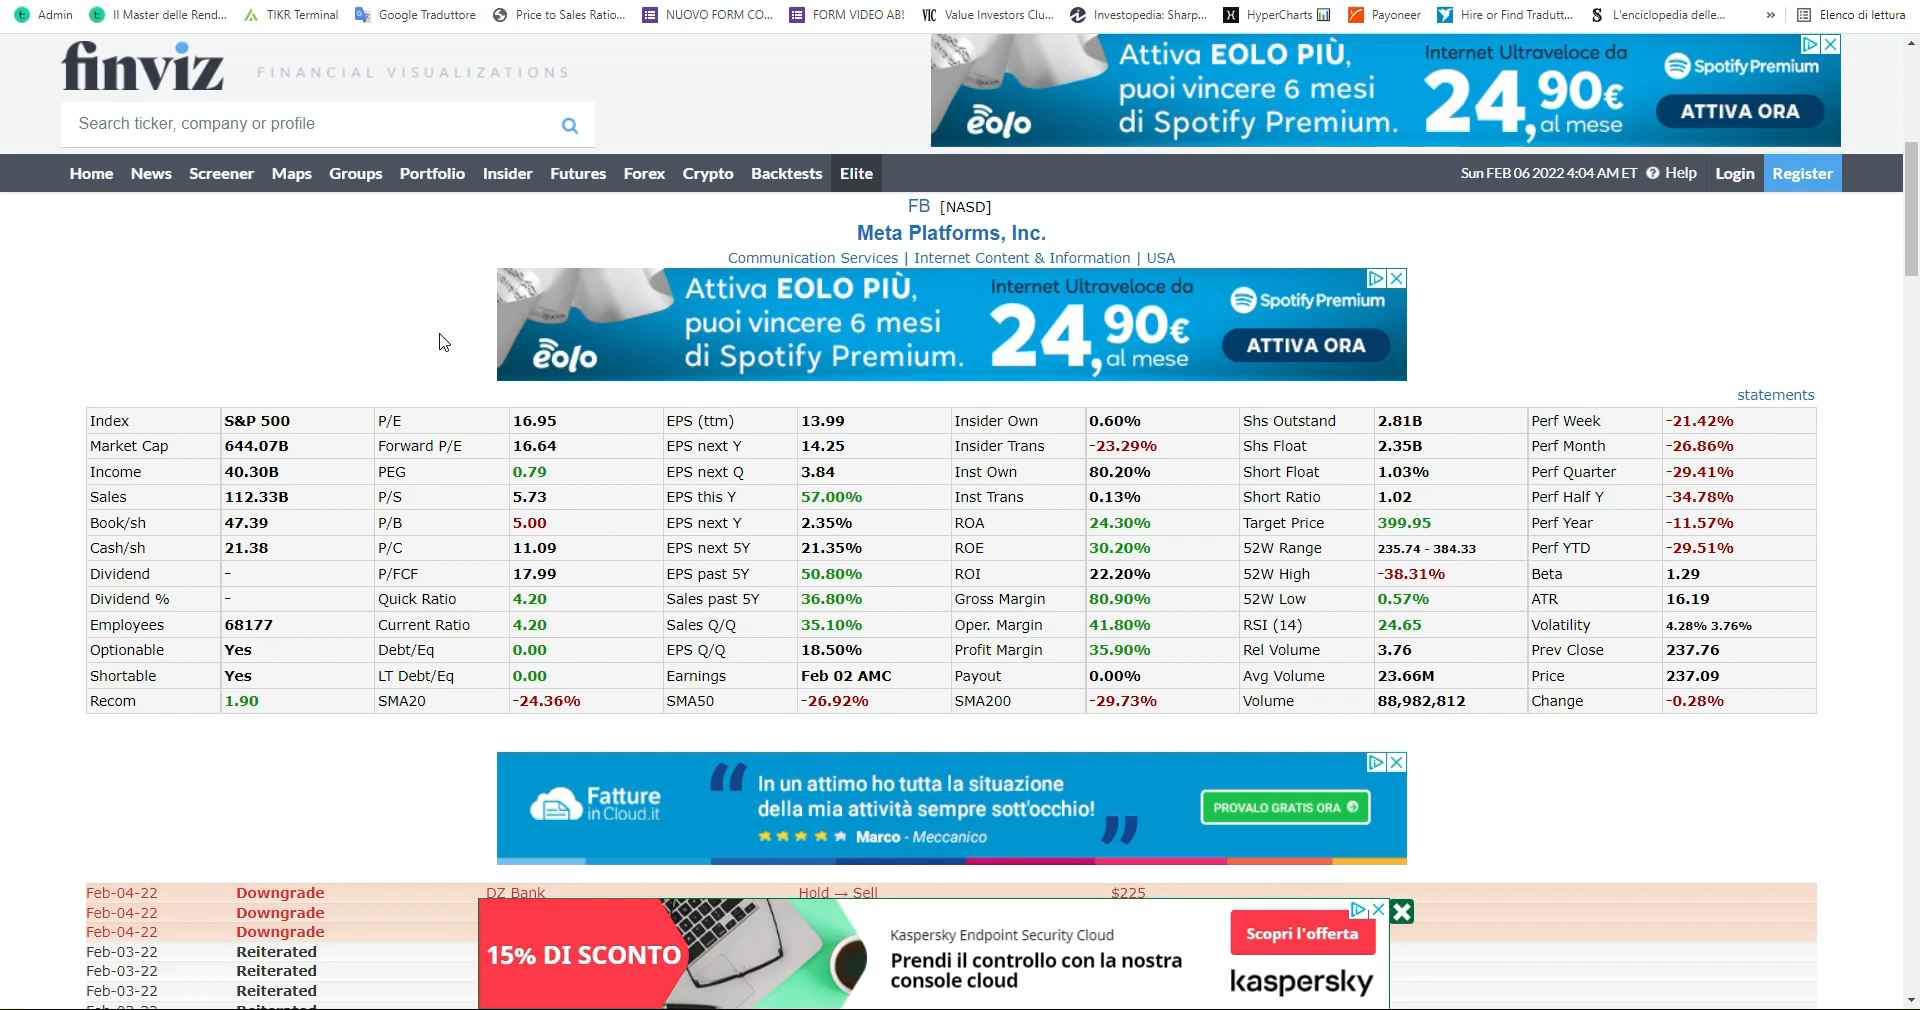 Admin Il Master delle Rend... TIKR Terminal Google Traduttore Price to Sales Ratio... NUOVO FORM CO... FORM VIDEO AB! VIC Value Investors Clu... Investopedia: Sharp... HyperCharts Payoneer Hire or Find Tradutt... L'enciclopedia delle... » Elenco di lettura
finviz FINANCIAL VISUALIZATIONS
Search ticker, company or profile
Attiva EOLO PIÙ,
puoi vincere 6 mesi
di Spotify Premium.
eolo
Internet Ultraveloce da
24,90€
al mese
Spotify Premium
ATTIVA ORA
Home News Screener Maps Groups Portfolio Insider Futures Forex Crypto Backtests Elite
Sun FEB 06 2022 4:04 AM ET Help Login Register
FB [NASD]
Meta Platforms, Inc.
Communication Services | Internet Content & Information | USA
Attiva EOLO PIÙ,
puoi vincere 6 mesi
di Spotify Premium.
eolo
Internet Ultraveloce da
24,90€
al mese
Spotify Premium
ATTIVA ORA
statements
Index S&P 500 P/E 16.95 EPS (ttm) 13.99 Insider Own 0.60% Shs Outstand 2.81B Perf Week -21.42%
Market Cap 644.07B Forward P/E 16.64 EPS next Y 14.25 Insider Trans -23.29% Shs Float 2.35B Perf Month -26.86%
Income 40.30B PEG 0.79 EPS next Q 3.84 Inst Own 80.20% Short Float 1.03% Perf Quarter -29.41%
Sales 112.33B P/S 5.73 EPS this Y 57.00% Inst Trans 0.13% Short Ratio 1.02 Perf Half Y -34.78%
Book/sh 47.39 P/B 5.00 EPS next Y 2.35% ROA 24.30% Target Price 399.95 Perf Year -11.57%
Cash/sh 21.38 P/C 11.09 EPS next 5Y 21.35% ROE 30.20% 52W Range 235.74 - 384.33 Perf YTD -29.51%
Dividend - P/FCF 17.99 EPS past 5Y 50.80% ROI 22.20% 52W High -38.31% Beta 1.29
Dividend % - Quick Ratio 4.20 Sales past 5Y 36.80% Gross Margin 80.90% 52W Low 0.57% ATR 16.19
Employees 68177 Current Ratio 4.20 Sales Q/Q 35.10% Oper. Margin 41.80% RSI (14) 24.65 Volatility 4.28% 3.76%
Optionable Yes Debt/Eq 0.00 EPS Q/Q 18.50% Profit Margin 35.90% Rel Volume 3.76 Prev Close 237.76
Shortable Yes LT Debt/Eq 0.00 Earnings Feb 02 AMC Payout 0.00% Avg Volume 23.66M Price 237.09
Recom 1.90 SMA20 -24.36% SMA50 -26.92% SMA200 -29.73% Volume 88,982,812 Change -0.28%
Fatture
in Cloud.it
“ In un attimo ho tutta la situazione
della mia attività sempre sott'occhio! ”
Marco - Meccanico
PROVALO GRATIS ORA
Feb-04-22 Downgrade DZ Bank Hold → Sell $225
Feb-04-22 Downgrade
Feb-04-22 Downgrade
Feb-03-22 Reiterated
Feb-03-22 Reiterated
Feb-03-22 Reiterated
15% DI SCONTO
Kaspersky Endpoint Security Cloud
Prendi il controllo con la nostra
console cloud
Scopri l'offerta
kaspersky